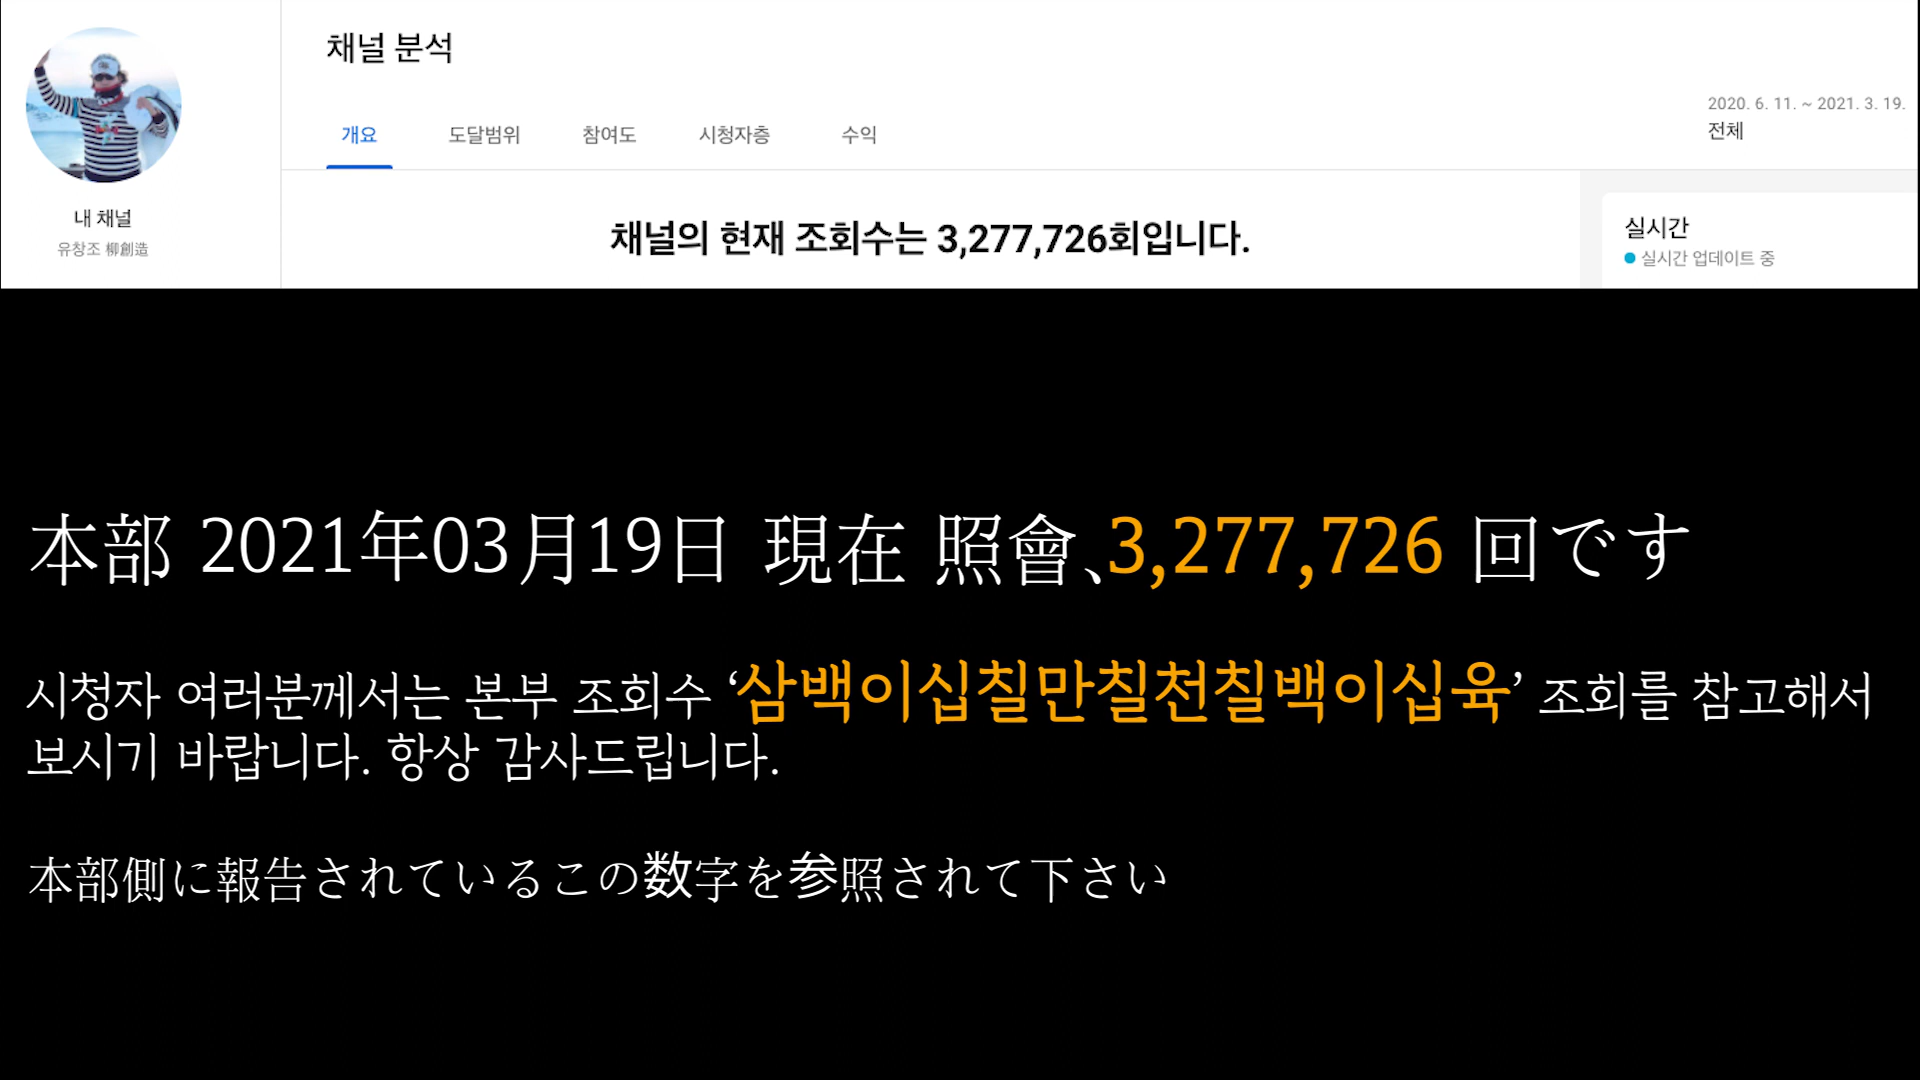 채널 분석
2020. 6. 11. ~ 2021. 3. 19.
전체
개요 도달범위 참여도 시청자층 수익
내 채널
유창조 柳創造
채널의 현재 조회수는 3,277,726회입니다.
실시간
실시간 업데이트 중
本部 2021年03月19日 現在 照會、3,277,726 回です
시청자 여러분께서는 본부 조회수 ‘삼백이십칠만칠천칠백이십육’ 조회를 참고해서
보시기 바랍니다. 항상 감사드립니다.
本部側に報告されているこの数字を参照されて下さい